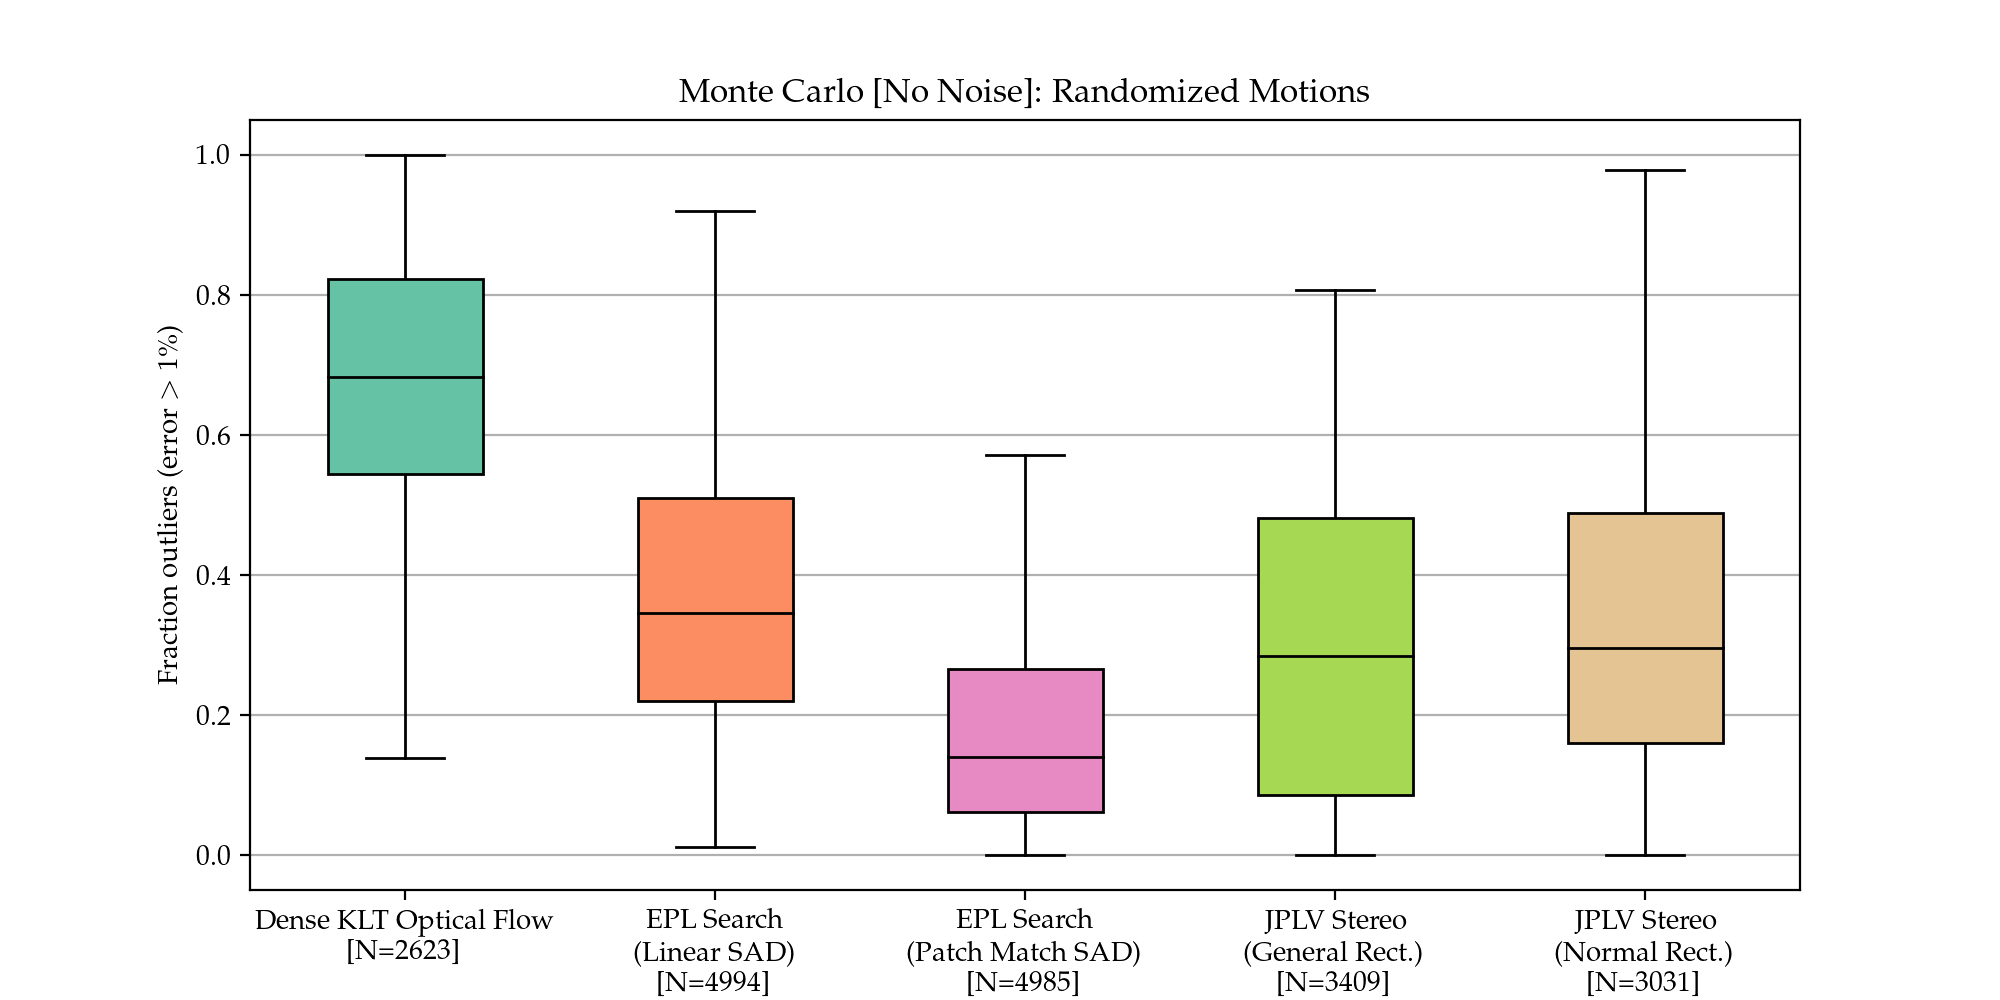 Monte Carlo [No Noise]: Randomized Motions
Fraction outliers (error > 1%)
1.0
0.8
0.6
0.4
0.2
0.0
Dense KLT Optical Flow
[N=2623]
EPL Search
(Linear SAD)
[N=4994]
EPL Search
(Patch Match SAD)
[N=4985]
JPLV Stereo
(General Rect.)
[N=3409]
JPLV Stereo
(Normal Rect.)
[N=3031]